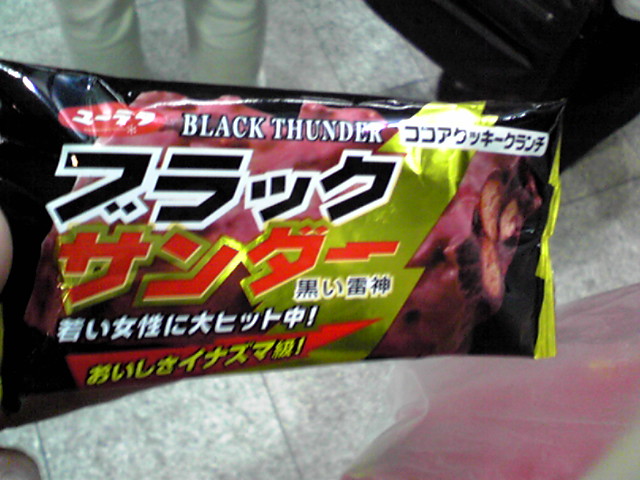 ユーラク
BLACK THUNDER
ココアクッキークランチ
ブラック
サンダー
黒い雷神
若い女性に大ヒット中!
おいしさイナズマ級!